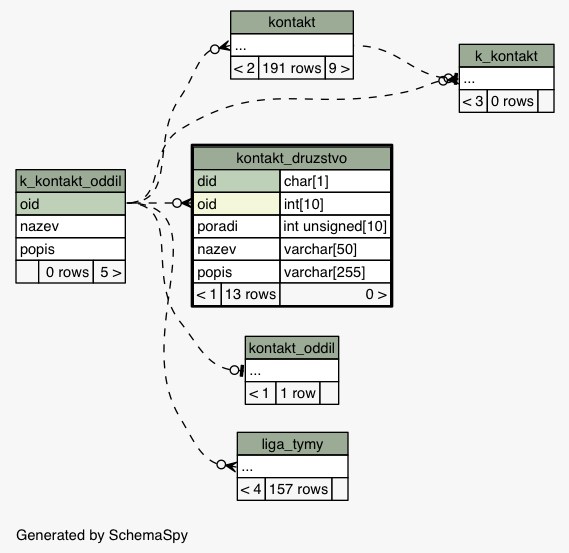 kontakt
...
< 2 191 rows 9 >
k_kontakt
...
< 3 0 rows
kontakt_druzstvo
did char[1]
oid int[10]
poradi int unsigned[10]
nazev varchar[50]
popis varchar[255]
< 1 13 rows 0 >
k_kontakt_oddil
oid
nazev
popis
0 rows 5 >
kontakt_oddil
...
< 1 1 row
liga_tymy
...
< 4 157 rows
Generated by SchemaSpy